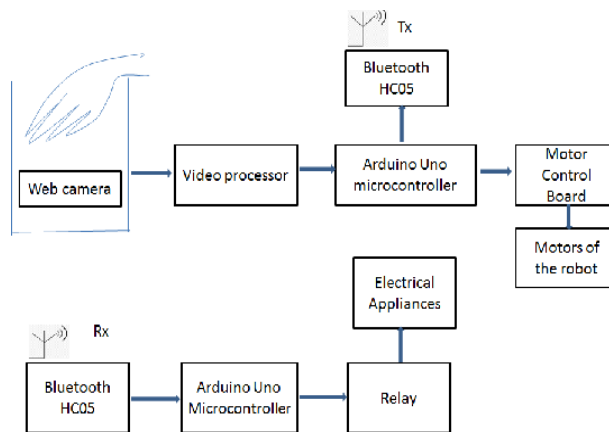 Tx
Bluetooth
HC05
Web camera
Video processor
Arduino Uno
microcontroller
Motor
Control
Board
Motors of
the robot
Electrical
Appliances
Rx
Bluetooth
HC05
Arduino Uno
Microcontroller
Relay